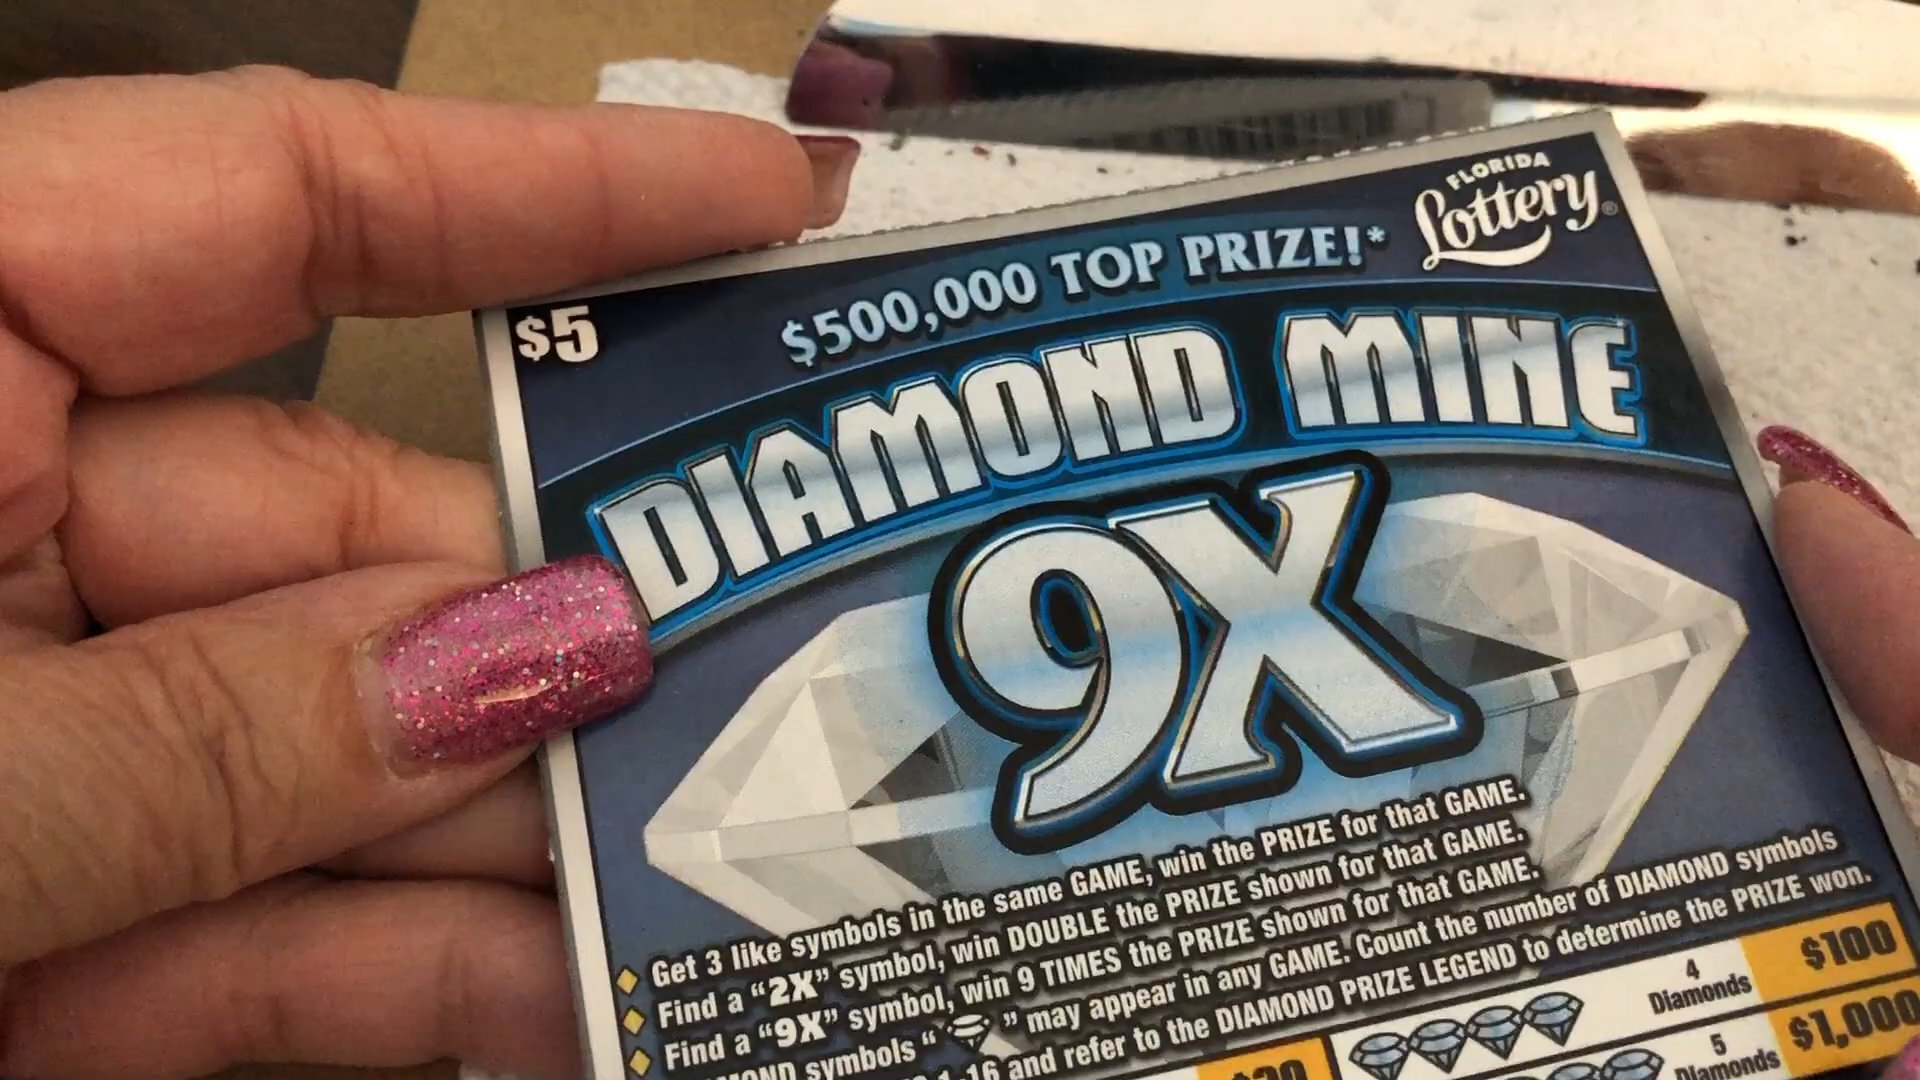 FLORIDA
Lottery®
$500,000 TOP PRIZE!*
$5
DIAMOND MINE
9X
Get 3 like symbols in the same GAME, win the PRIZE for that GAME.
Find a “2X” symbol, win DOUBLE the PRIZE shown for that GAME.
Find a “9X” symbol, win 9 TIMES the PRIZE shown for that GAME.
symbols “ ” may appear in any GAME. Count the number of DIAMOND symbols
1-16 and refer to the DIAMOND PRIZE LEGEND to determine the PRIZE won.
4 Diamonds $100
5 Diamonds $1,000